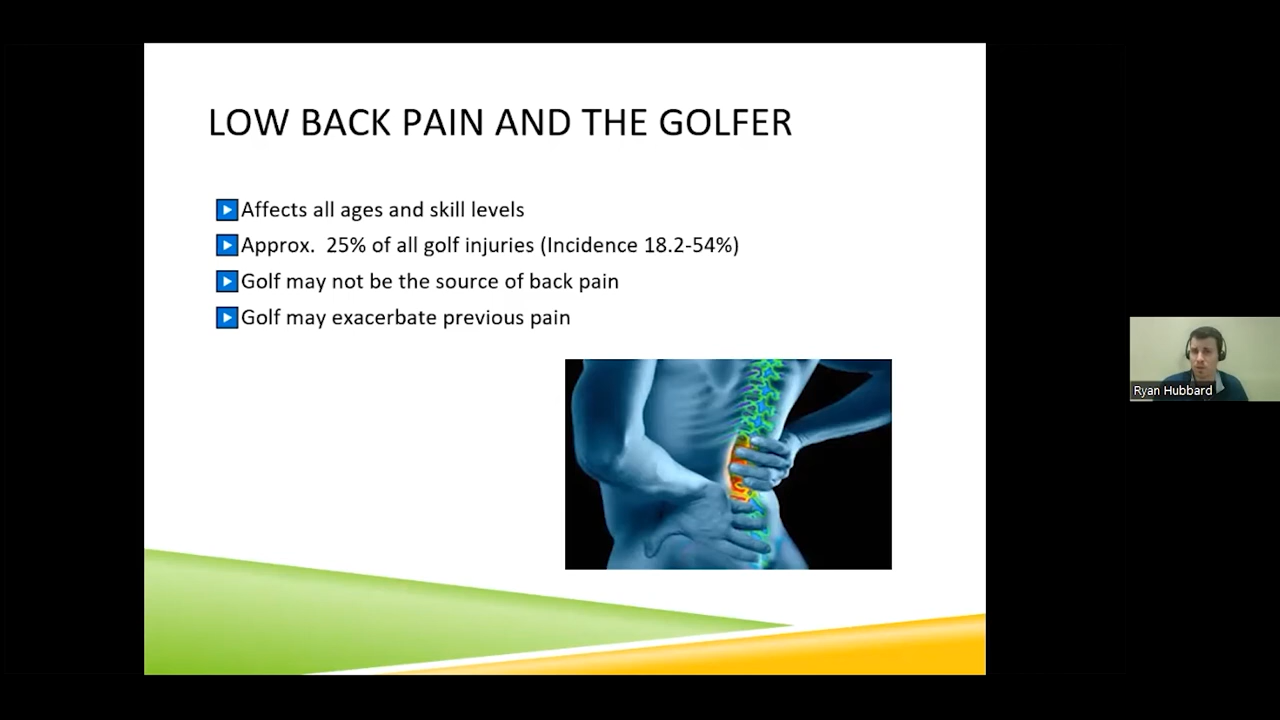 LOW BACK PAIN AND THE GOLFER
Affects all ages and skill levels
Approx.  25% of all golf injuries (Incidence 18.2-54%)
Golf may not be the source of back pain
Golf may exacerbate previous pain
Ryan Hubbard